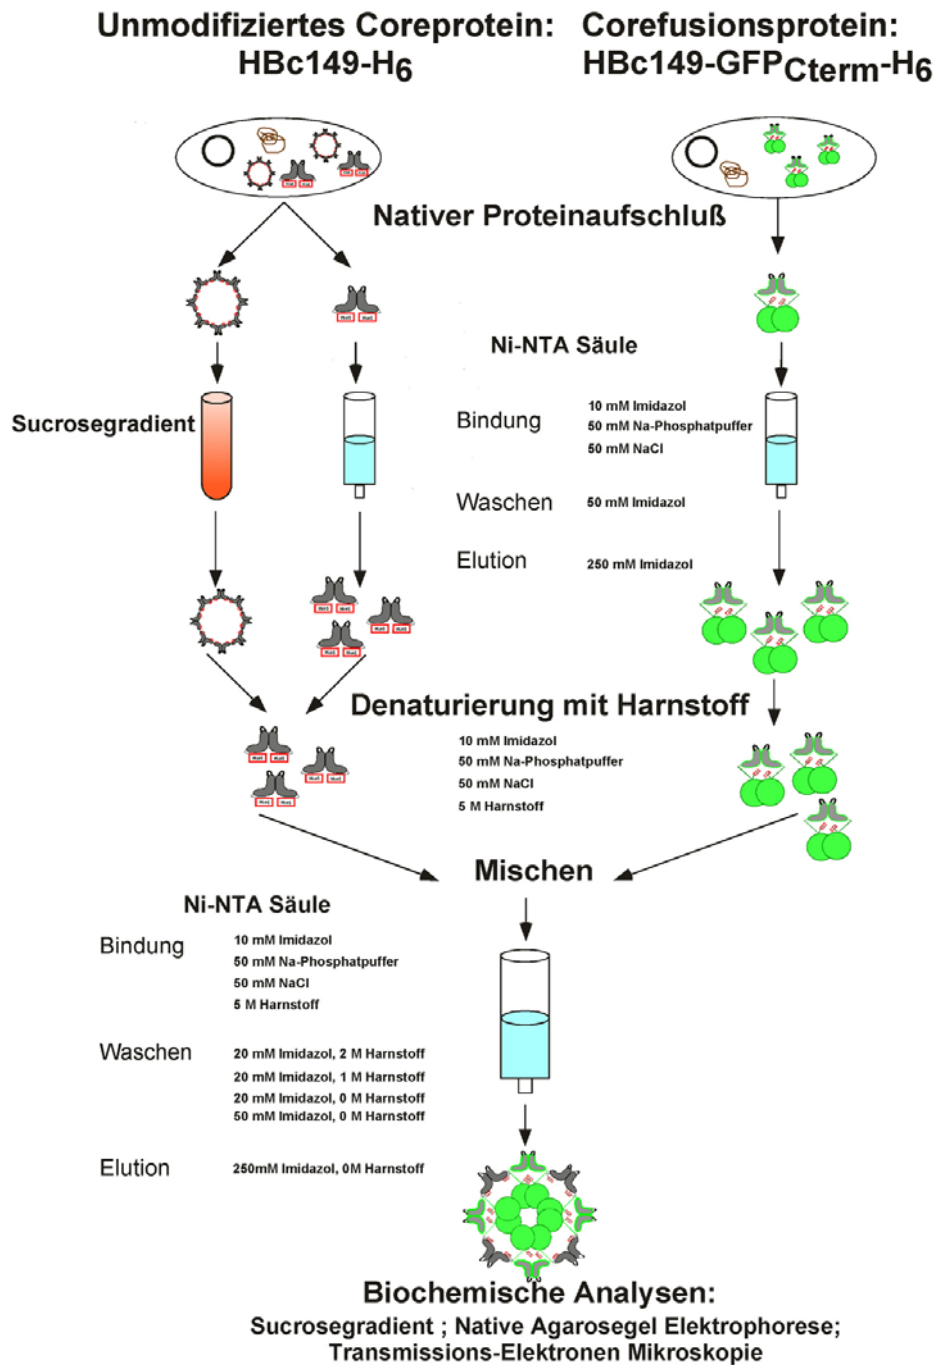 Unmodifiziertes Coreprotein:
HBc149-H6
Corefusionsprotein:
HBc149-GFPCterm-H6
Nativer Proteinaufschluß
Sucrosegradient
Ni-NTA Säule
Bindung
10 mM Imidazol
50 mM Na-Phosphatpuffer
50 mM NaCl
Waschen
50 mM Imidazol
Elution
250 mM Imidazol
Denaturierung mit Harnstoff
10 mM Imidazol
50 mM Na-Phosphatpuffer
50 mM NaCl
5 M Harnstoff
Mischen
Ni-NTA Säule
Bindung
10 mM Imidazol
50 mM Na-Phosphatpuffer
50 mM NaCl
5 M Harnstoff
Waschen
20 mM Imidazol, 2 M Harnstoff
20 mM Imidazol, 1 M Harnstoff
20 mM Imidazol, 0 M Harnstoff
50 mM Imidazol, 0 M Harnstoff
Elution
250mM Imidazol, 0M Harnstoff
Biochemische Analysen:
Sucrosegradient ; Native Agarosegel Elektrophorese;
Transmissions-Elektronen Mikroskopie